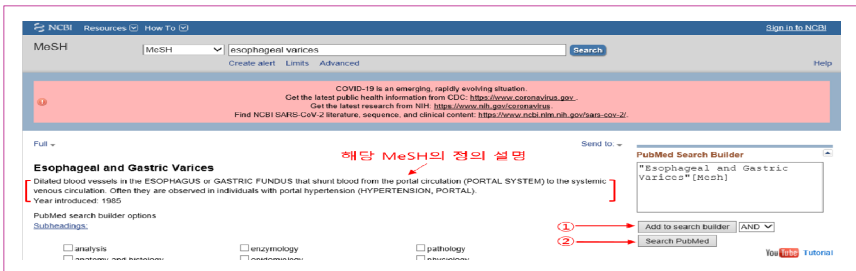 NCBI Resources How To Sign in to NCBI
MeSH MeSH esophageal varices Search
Create alert Limits Advanced Help
COVID-19 is an emerging, rapidly evolving situation.
Get the latest public health information from CDC: https://www.coronavirus.gov.
Get the latest research from NIH: https://www.nih.gov/coronavirus.
Find NCBI SARS-CoV-2 literature, sequence, and clinical content: https://www.ncbi.nlm.nih.gov/sars-cov-2/.
Full Send to:
해당 MeSH의 정의 설명
Esophageal and Gastric Varices
Dilated blood vessels in the ESOPHAGUS or GASTRIC FUNDUS that shunt blood from the portal circulation (PORTAL SYSTEM) to the systemic
venous circulation. Often they are observed in individuals with portal hypertension (HYPERTENSION, PORTAL).
Year introduced: 1985
PubMed search builder options
Subheadings:
analysis enzymology pathology
anatomy and histology epidemiology physiology
PubMed Search Builder
"Esophageal and Gastric
Varices"[Mesh]
① Add to search builder AND
② Search PubMed
YouTube Tutorial